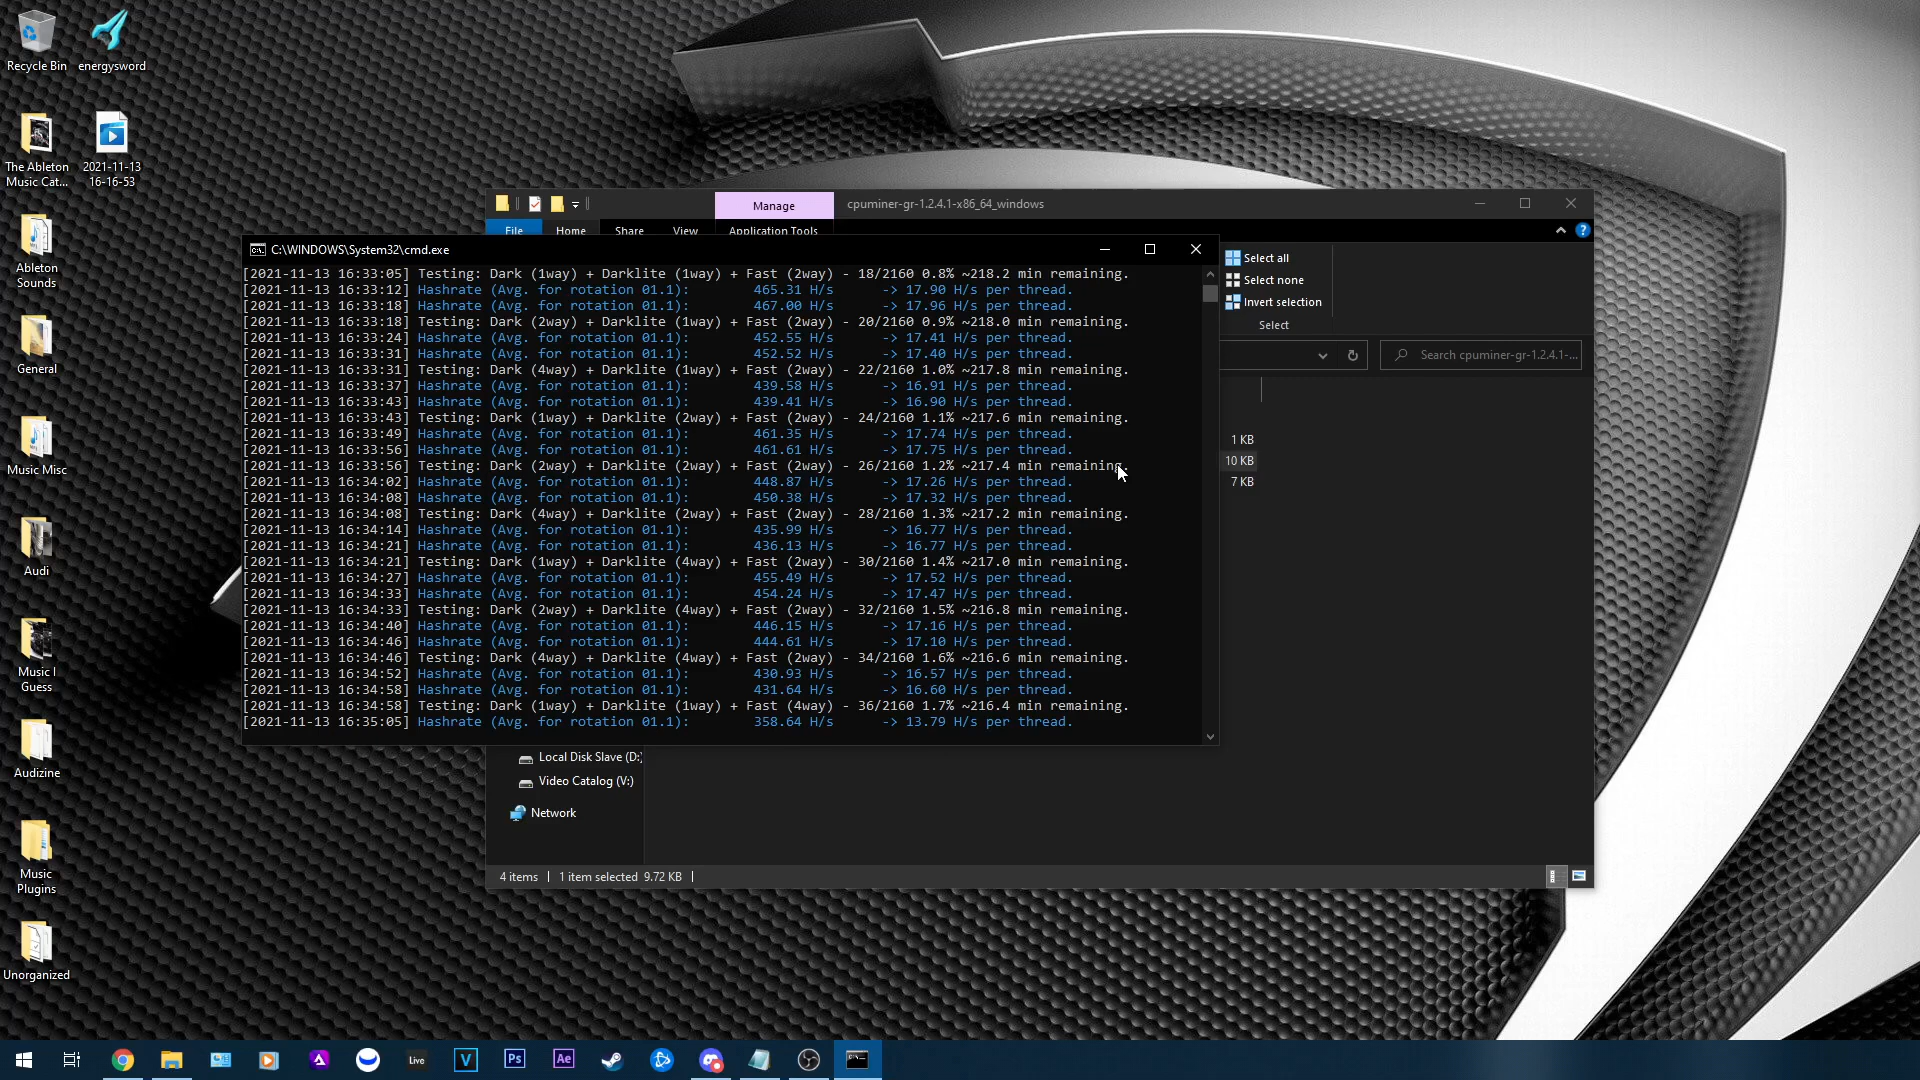 Recycle Bin
energysword
The Ableton
Music Cat...
2021-11-13
16-16-53
Ableton
Sounds
General
Music Misc
Audi
Music I
Guess
Audizine
Music
Plugins
Unorganized
Manage
cpuminer-gr-1.2.4.1-x86_64_windows
File
Home
Share
View
Application Tools
Select all
Select none
Invert selection
Select
Search cpuminer-gr-1.2.4.1-...
1 KB
10 KB
7 KB
C:\WINDOWS\System32\cmd.exe
[2021-11-13 16:33:05] Testing: Dark (1way) + Darklite (1way) + Fast (2way) - 18/2160 0.8% ~218.2 min remaining.
[2021-11-13 16:33:12] Hashrate (Avg. for rotation 01.1): 465.31 H/s -> 17.90 H/s per thread.
[2021-11-13 16:33:18] Hashrate (Avg. for rotation 01.1): 467.00 H/s -> 17.96 H/s per thread.
[2021-11-13 16:33:18] Testing: Dark (2way) + Darklite (1way) + Fast (2way) - 20/2160 0.9% ~218.0 min remaining.
[2021-11-13 16:33:24] Hashrate (Avg. for rotation 01.1): 452.55 H/s -> 17.41 H/s per thread.
[2021-11-13 16:33:31] Hashrate (Avg. for rotation 01.1): 452.52 H/s -> 17.40 H/s per thread.
[2021-11-13 16:33:31] Testing: Dark (4way) + Darklite (1way) + Fast (2way) - 22/2160 1.0% ~217.8 min remaining.
[2021-11-13 16:33:37] Hashrate (Avg. for rotation 01.1): 439.58 H/s -> 16.91 H/s per thread.
[2021-11-13 16:33:43] Hashrate (Avg. for rotation 01.1): 439.41 H/s -> 16.90 H/s per thread.
[2021-11-13 16:33:43] Testing: Dark (1way) + Darklite (2way) + Fast (2way) - 24/2160 1.1% ~217.6 min remaining.
[2021-11-13 16:33:49] Hashrate (Avg. for rotation 01.1): 461.35 H/s -> 17.74 H/s per thread.
[2021-11-13 16:33:56] Hashrate (Avg. for rotation 01.1): 461.61 H/s -> 17.75 H/s per thread.
[2021-11-13 16:33:56] Testing: Dark (2way) + Darklite (2way) + Fast (2way) - 26/2160 1.2% ~217.4 min remaining.
[2021-11-13 16:34:02] Hashrate (Avg. for rotation 01.1): 448.87 H/s -> 17.26 H/s per thread.
[2021-11-13 16:34:08] Hashrate (Avg. for rotation 01.1): 450.38 H/s -> 17.32 H/s per thread.
[2021-11-13 16:34:08] Testing: Dark (4way) + Darklite (2way) + Fast (2way) - 28/2160 1.3% ~217.2 min remaining.
[2021-11-13 16:34:14] Hashrate (Avg. for rotation 01.1): 435.99 H/s -> 16.77 H/s per thread.
[2021-11-13 16:34:21] Hashrate (Avg. for rotation 01.1): 436.13 H/s -> 16.77 H/s per thread.
[2021-11-13 16:34:21] Testing: Dark (1way) + Darklite (4way) + Fast (2way) - 30/2160 1.4% ~217.0 min remaining.
[2021-11-13 16:34:27] Hashrate (Avg. for rotation 01.1): 455.49 H/s -> 17.52 H/s per thread.
[2021-11-13 16:34:33] Hashrate (Avg. for rotation 01.1): 454.24 H/s -> 17.47 H/s per thread.
[2021-11-13 16:34:33] Testing: Dark (2way) + Darklite (4way) + Fast (2way) - 32/2160 1.5% ~216.8 min remaining.
[2021-11-13 16:34:40] Hashrate (Avg. for rotation 01.1): 446.15 H/s -> 17.16 H/s per thread.
[2021-11-13 16:34:46] Hashrate (Avg. for rotation 01.1): 444.61 H/s -> 17.10 H/s per thread.
[2021-11-13 16:34:46] Testing: Dark (4way) + Darklite (4way) + Fast (2way) - 34/2160 1.6% ~216.6 min remaining.
[2021-11-13 16:34:52] Hashrate (Avg. for rotation 01.1): 430.93 H/s -> 16.57 H/s per thread.
[2021-11-13 16:34:58] Hashrate (Avg. for rotation 01.1): 431.64 H/s -> 16.60 H/s per thread.
[2021-11-13 16:34:58] Testing: Dark (1way) + Darklite (1way) + Fast (4way) - 36/2160 1.7% ~216.4 min remaining.
[2021-11-13 16:35:05] Hashrate (Avg. for rotation 01.1): 358.64 H/s -> 13.79 H/s per thread.
Local Disk Slave (D:)
Video Catalog (V:)
Network
4 items
1 item selected 9.72 KB
Live
V
Ps
Ae